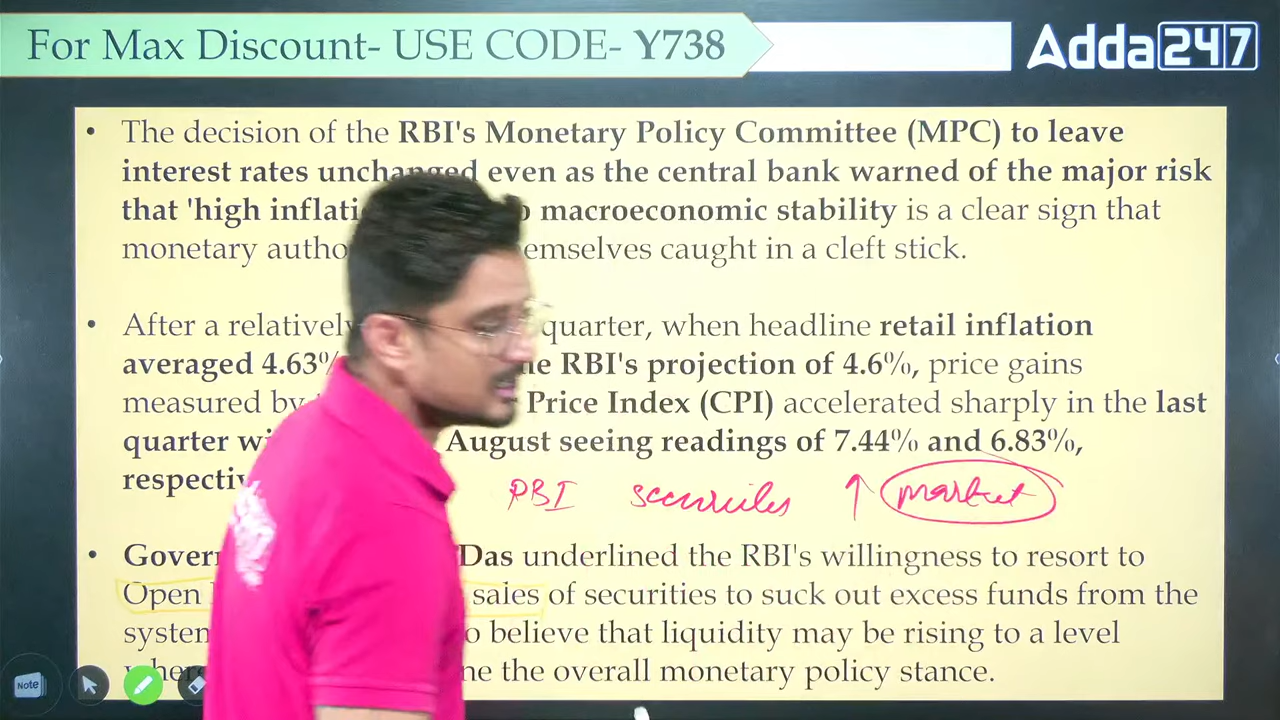 For Max Discount- USE CODE- Y738
Adda247
• The decision of the RBI's Monetary Policy Committee (MPC) to leave
interest rates unchanged even as the central bank warned of the major risk
that 'high inflati macroeconomic stability is a clear sign that
monetary autho emselves caught in a cleft stick.
• After a relatively quarter, when headline retail inflation
averaged 4.63% e RBI's projection of 4.6%, price gains
measured by Price Index (CPI) accelerated sharply in the last
quarter wi August seeing readings of 7.44% and 6.83%,
respectiv
RBI securities ↑ market
• Govern Das underlined the RBI's willingness to resort to
Open sales of securities to suck out excess funds from the
system o believe that liquidity may be rising to a level
wher ne the overall monetary policy stance.
Note